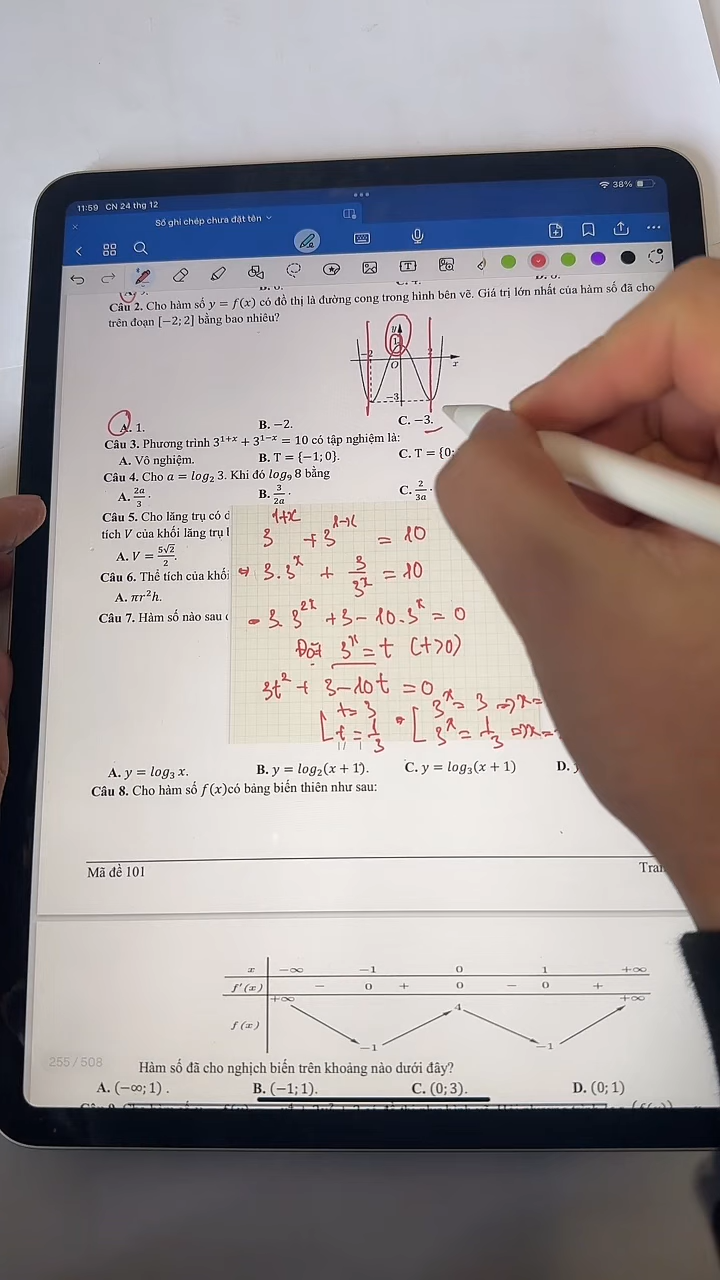 11:59 CN 24 thg 12
38%
Sổ ghi chép chưa đặt tên
Câu 2. Cho hàm số y = f(x) có đồ thị là đường cong trong hình bên vẽ. Giá trị lớn nhất của hàm số đã cho
trên đoạn [−2; 2] bằng bao nhiêu?
y
1
−2
2
O
x
−3
A. 1. B. −2. C. −3.
Câu 3. Phương trình 3^{1+x} + 3^{1−x} = 10 có tập nghiệm là:
A. Vô nghiệm. B. T = {−1; 0}. C. T = {0;
Câu 4. Cho a = log₂ 3. Khi đó log₉ 8 bằng
A. 2a/3. B. 3/2a. C. 2/3a.
Câu 5. Cho lăng trụ có
tích V của khối lăng trụ
A. V = 5√2/2.
Câu 6. Thể tích của khối
A. πr²h.
Câu 7. Hàm số nào sau
3^{1+x} + 3^{1−x} = 10
⇔ 3.3^x + 3/3^x = 10
3.3^{2x} + 3 − 10.3^x = 0
Đặt 3^x = t (t>0)
3t² + 3 − 10t = 0
[t = 3 [3^x = 3 ⇒ x =
[t = 1/3 [3^x = 1/3 ⇒ x =
A. y = log₃ x. B. y = log₂(x + 1). C. y = log₃(x + 1) D.
Câu 8. Cho hàm số f(x)có bảng biến thiên như sau:
Mã đề 101
x −∞ −1 0 1 +∞
f′(x) − 0 + 0 − 0 +
f(x) +∞ −1 4 −1 +∞
255 / 508
Hàm số đã cho nghịch biến trên khoảng nào dưới đây?
A. (−∞; 1) . B. (−1; 1). C. (0; 3). D. (0; 1)